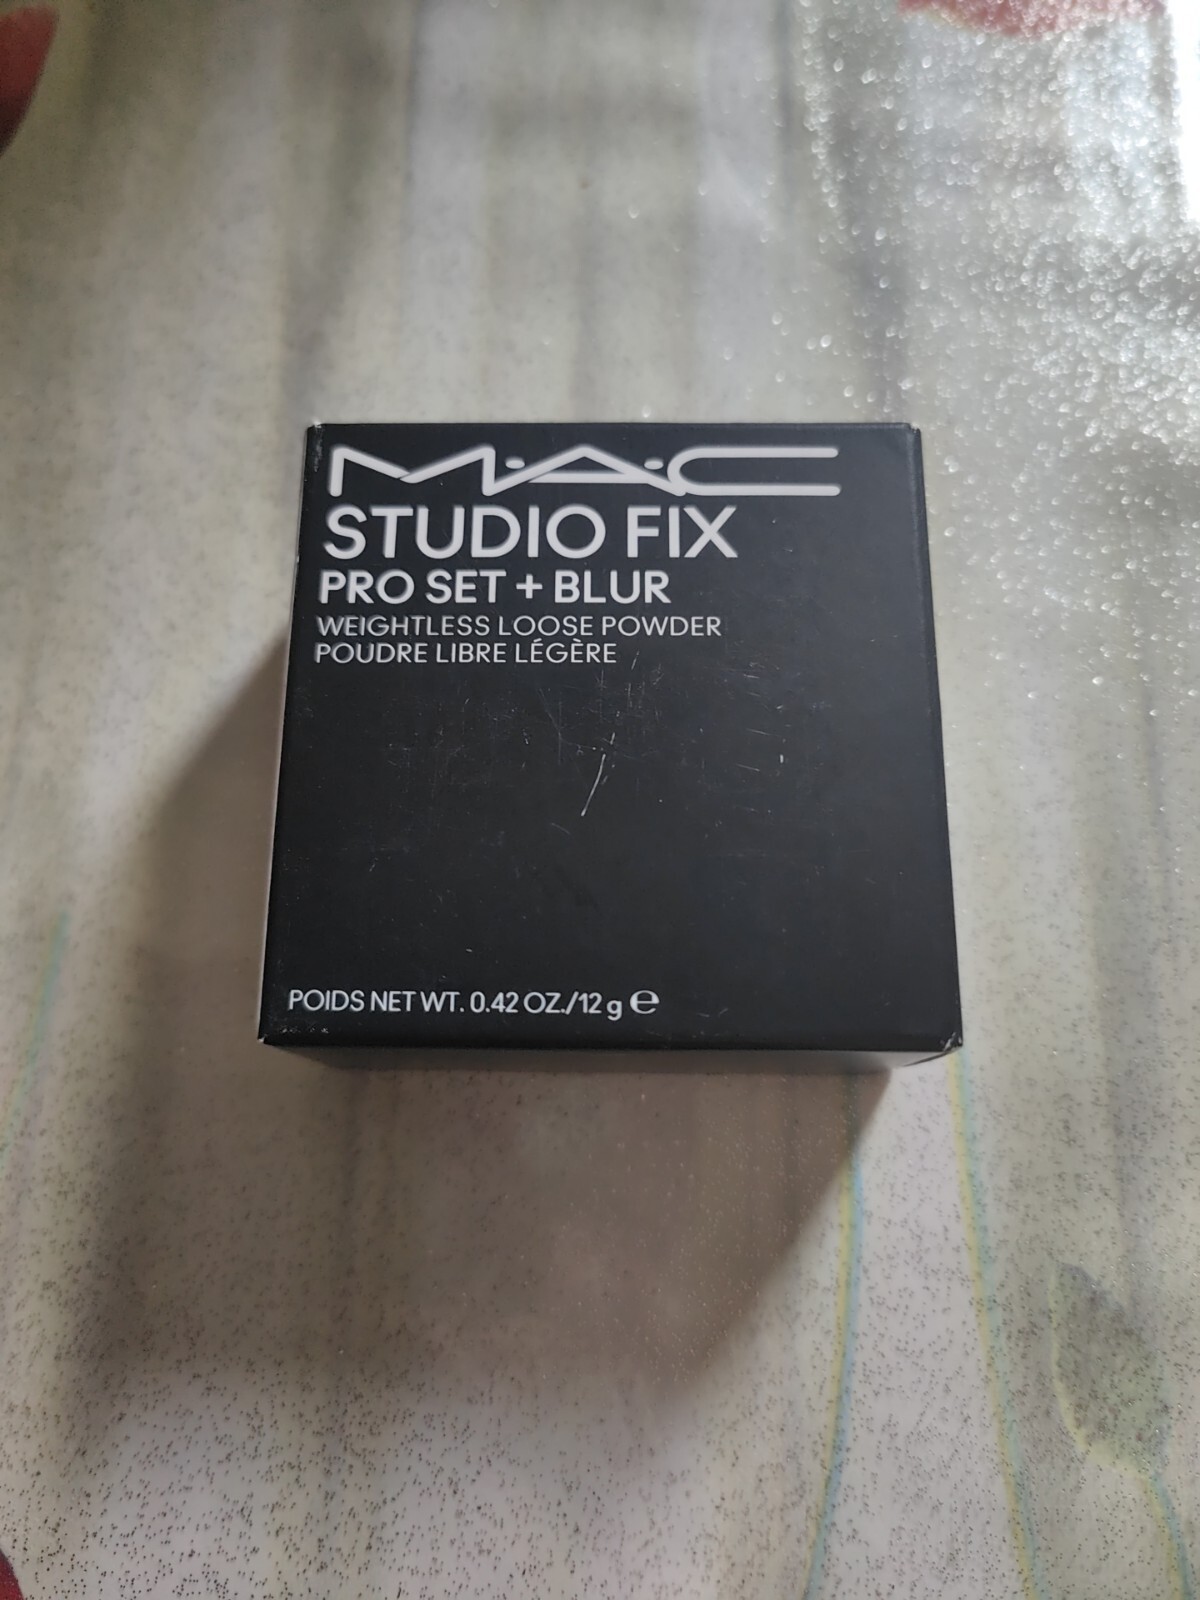 M·A·C
STUDIO FIX
PRO SET + BLUR
WEIGHTLESS LOOSE POWDER
POUDRE LIBRE LÉGÈRE
POIDS NET WT. 0.42 OZ./12 g ℮